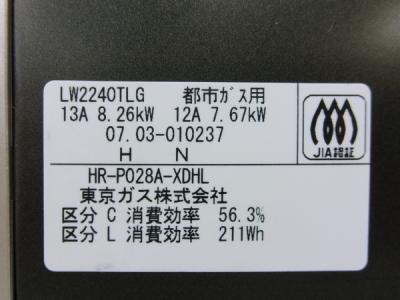 LW2240TLG 都市ガス用
13A 8.26kW 12A 7.67kW
07.03-010237
H N
JIA認証
HR-P028A-XDHL
東京ガス株式会社
区分 C 消費効率 56.3%
区分 L 消費効率 211Wh